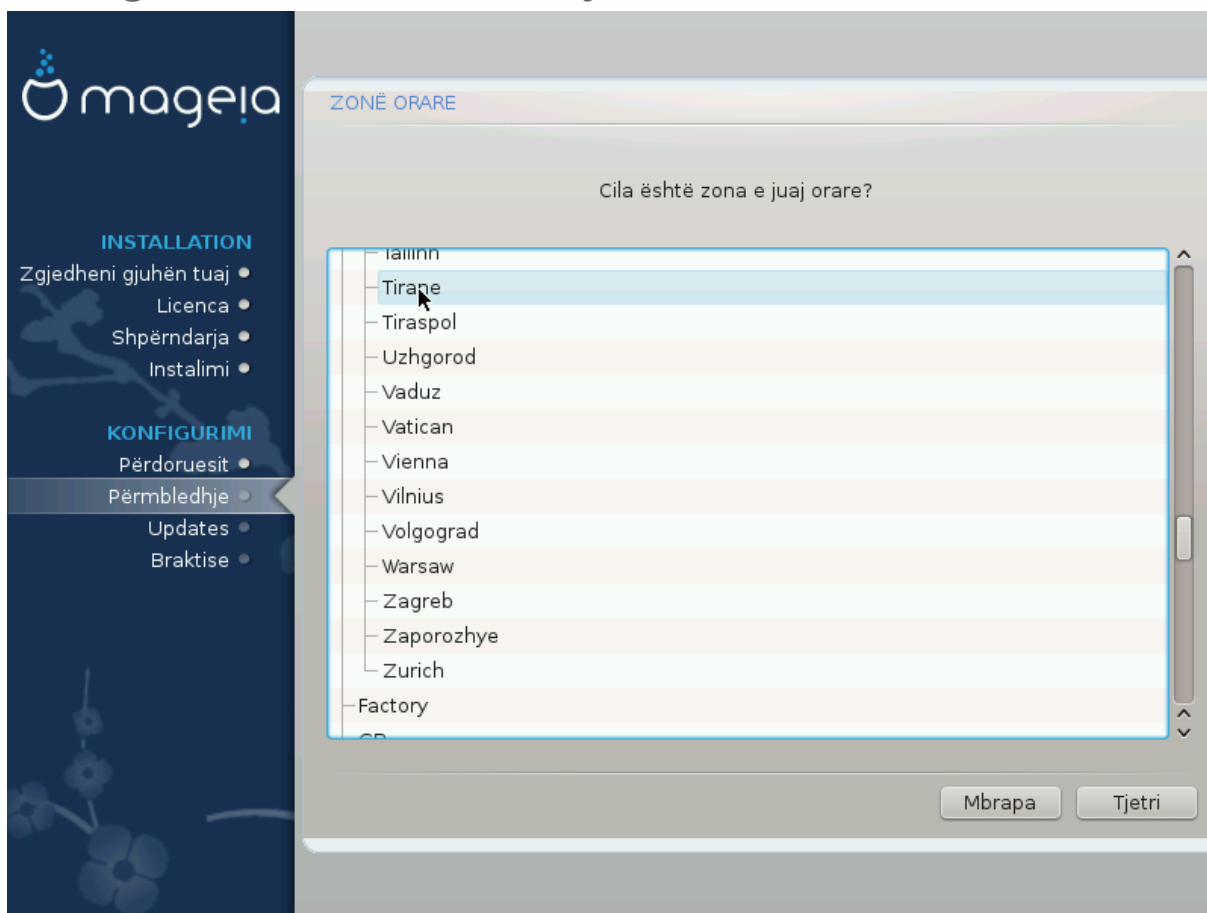 mageia
INSTALLATION
Zgjedheni gjuhën tuaj
Licenca
Shpërndarja
Instalimi
KONFIGURIMI
Përdoruesit
Përmbledhje
Updates
Braktise
ZONË ORARE
Cila është zona e juaj orare?
Tallinn
Tirane
Tiraspol
Uzhgorod
Vaduz
Vatican
Vienna
Vilnius
Volgograd
Warsaw
Zagreb
Zaporozhye
Zurich
Factory
Mbrapa
Tjetri